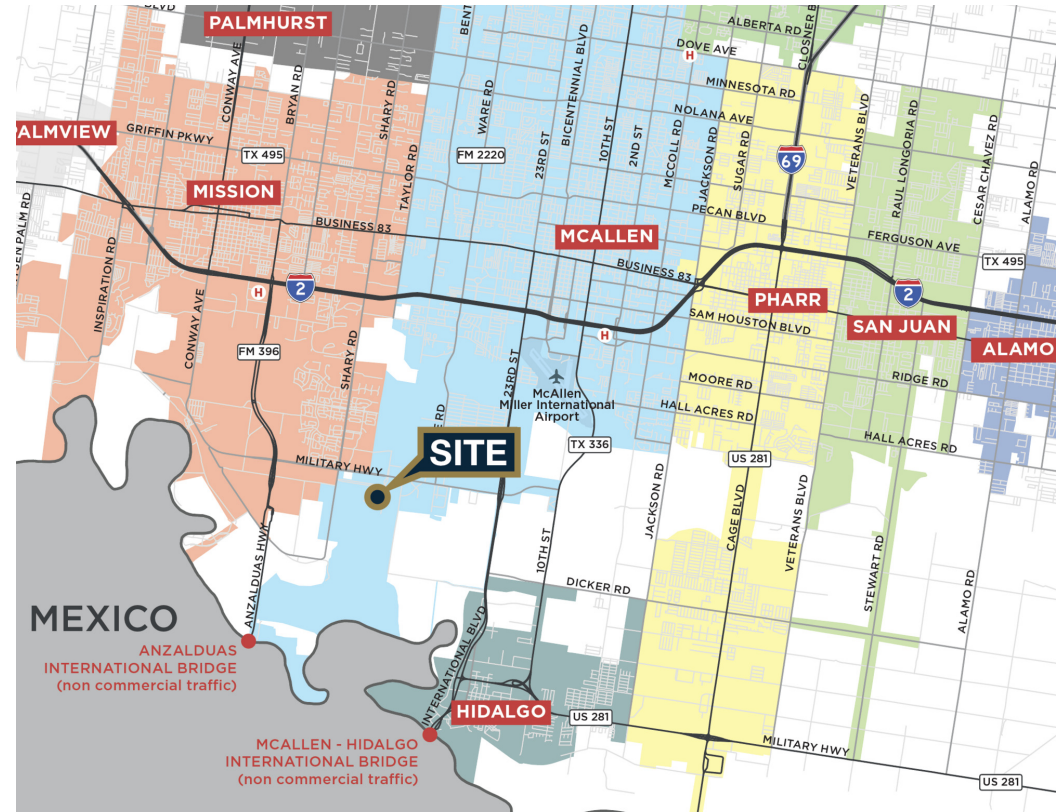 BLVD
PALMHURST
CONWAY AVE
BRYAN RD
SHARY RD
WARE RD
23RD ST
BICENTENNIAL BLVD
10TH ST
2ND ST
MCCOLL RD
JACKSON RD
SUGAR RD
ALBERTA RD
DOVE AVE
H
MINNESOTA RD
NOLANA AVE
VETERANS BLVD
RAUL LONGORIA RD
CESAR CHAVEZ RD
ALAMO RD
PALMVIEW
GRIFFIN PKWY
TX 495
FM 2220
69
MISSION
TAYLOR RD
BUSINESS 83
PECAN BLVD
FERGUSON AVE
MCALLEN
TX 495
BUSINESS 83
INSPIRATION RD
CONWAY AVE
H
2
PHARR
2
SAM HOUSTON BLVD
SAN JUAN
H
ALAMO
FM 396
SHARY RD
23RD ST
McAllen
Miller International
Airport
MOORE RD
RIDGE RD
HALL ACRES RD
HALL ACRES RD
SITE
TX 336
MILITARY HWY
US 281
JACKSON RD
CAGE BLVD
VETERANS BLVD
STEWART RD
ALAMO RD
10TH ST
DICKER RD
ANZALDUAS HWY
MEXICO
ANZALDUAS
INTERNATIONAL BRIDGE
(non commercial traffic)
INTERNATIONAL BLVD
HIDALGO
US 281
MCALLEN - HIDALGO
INTERNATIONAL BRIDGE
(non commercial traffic)
MILITARY HWY
US 281